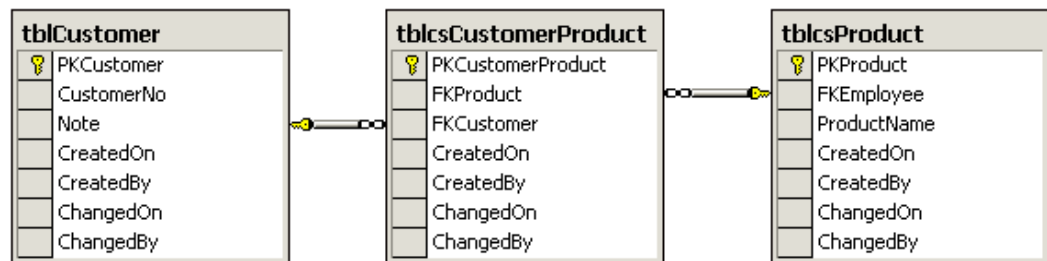 tblCustomer
PKCustomer
CustomerNo
Note
CreatedOn
CreatedBy
ChangedOn
ChangedBy
tblcsCustomerProduct
PKCustomerProduct
FKProduct
FKCustomer
CreatedOn
CreatedBy
ChangedOn
ChangedBy
tblcsProduct
PKProduct
FKEmployee
ProductName
CreatedOn
CreatedBy
ChangedOn
ChangedBy